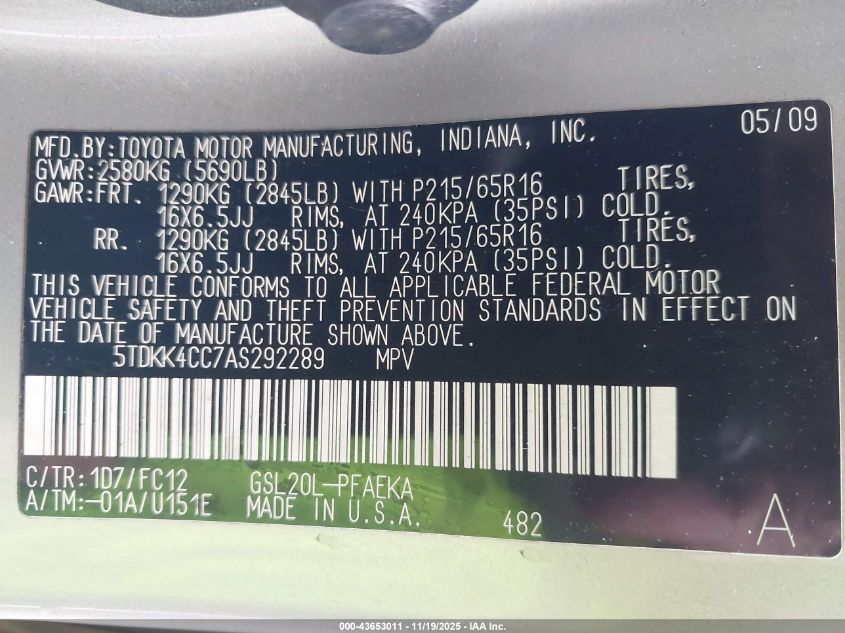 05/09
MFD.BY:TOYOTA MOTOR MANUFACTURING, INDIANA, INC.
GVWR:2580KG (5690LB)
GAWR:FRT. 1290KG (2845LB) WITH P215/65R16 TIRES,
16X6.5JJ RIMS, AT 240KPA (35PSI) COLD.
RR. 1290KG (2845LB) WITH P215/65R16 TIRES,
16X6.5JJ RIMS, AT 240KPA (35PSI) COLD.
THIS VEHICLE CONFORMS TO ALL APPLICABLE FEDERAL MOTOR
VEHICLE SAFETY AND THEFT PREVENTION STANDARDS IN EFFECT ON
THE DATE OF MANUFACTURE SHOWN ABOVE.
5TDKK4CC7AS292289 MPV
C/TR:1D7/FC12 GSL20L-PFAEKA
A/TM:-01A/U151E MADE IN U.S.A. 482 A
000-43653011 - 11/19/2025 - IAA Inc.